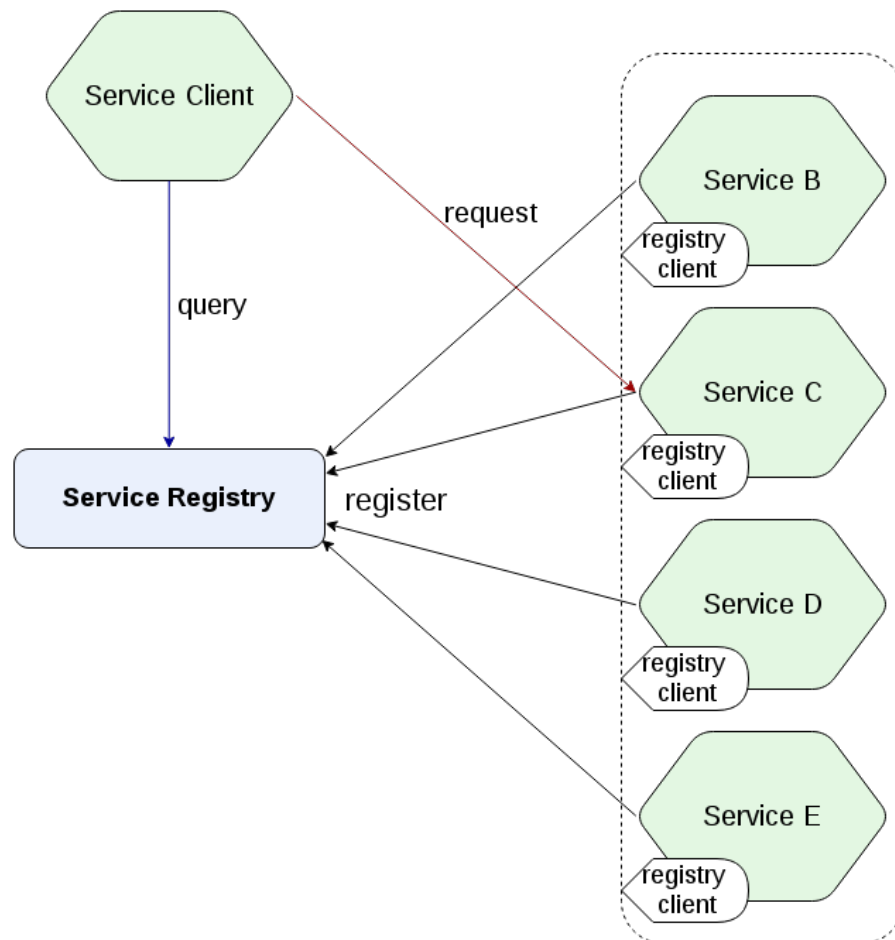 Service Client
Service B
request
registry
client
query
Service C
registry
client
Service Registry
register
Service D
registry
client
Service E
registry
client